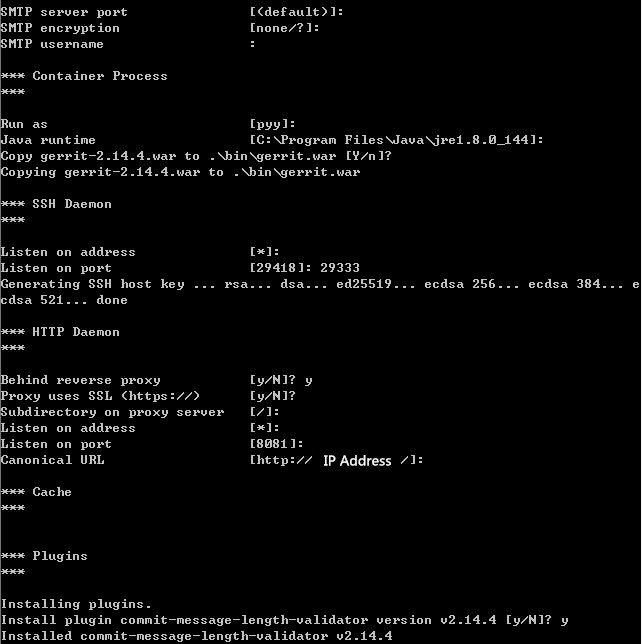 SMTP server port [(default)]:
SMTP encryption [none/?]:
SMTP username :
*** Container Process
***
Run as [pyy]:
Java runtime [C:\Program Files\Java\jre1.8.0_144]:
Copy gerrit-2.14.4.war to .\bin\gerrit.war [Y/n]?
Copying gerrit-2.14.4.war to .\bin\gerrit.war
*** SSH Daemon
***
Listen on address [*]:
Listen on port [29418]: 29333
Generating SSH host key ... rsa... dsa... ed25519... ecdsa 256... ecdsa 384... e
cdsa 521... done
*** HTTP Daemon
***
Behind reverse proxy [y/N]? y
Proxy uses SSL (https://) [y/N]?
Subdirectory on proxy server [/]:
Listen on address [*]:
Listen on port [8081]:
Canonical URL [http:// IP Address /]:
*** Cache
***
*** Plugins
***
Installing plugins.
Install plugin commit-message-length-validator version v2.14.4 [y/N]? y
Installed commit-message-length-validator v2.14.4